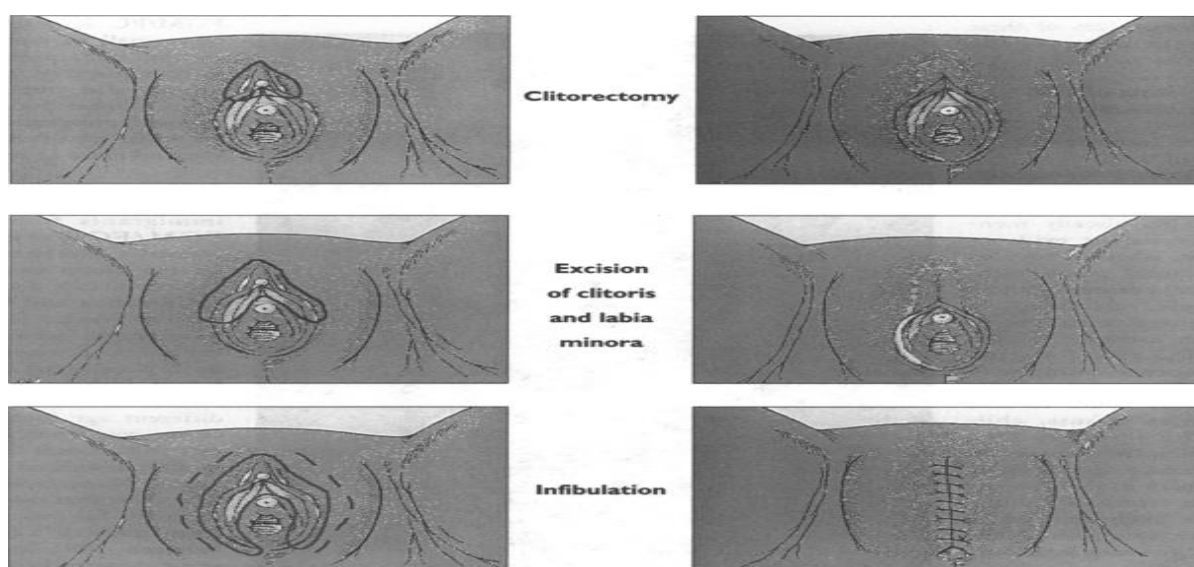 Clitorectomy
Excision
of clitoris
and labia
minora
Infibulation